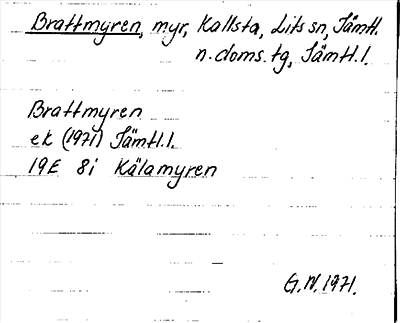 Brattmyren, myr, Kallsta, Lits sn, Jämtl.
n. doms. tg, Jämtl. l.
Brattmyren
ek (1971) Jämtl. l.
19E 8i Kälamyren
G.N. 1971.